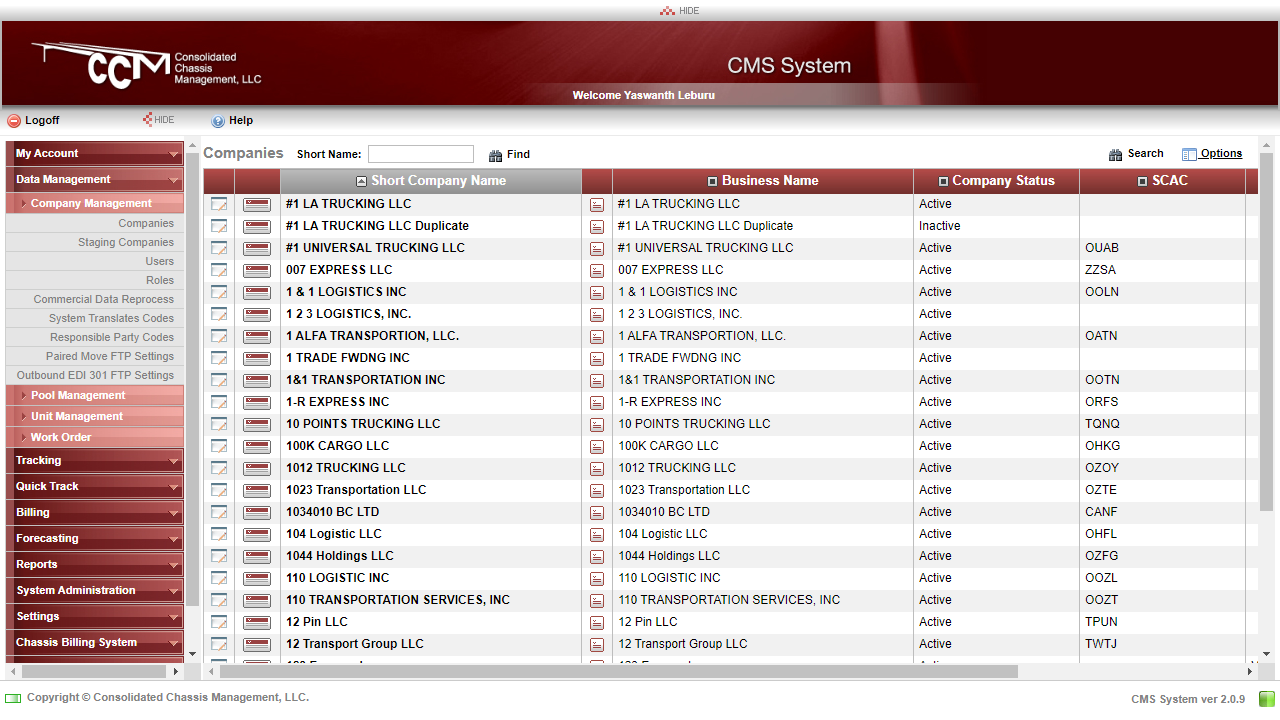 HIDE
CCM Consolidated Chassis Management, LLC
CMS System
Welcome Yaswanth Leburu
Logoff HIDE Help
My Account
Data Management
Company Management
Companies
Staging Companies
Users
Roles
Commercial Data Reprocess
System Translates Codes
Responsible Party Codes
Paired Move FTP Settings
Outbound EDI 301 FTP Settings
Pool Management
Unit Management
Work Order
Tracking
Quick Track
Billing
Forecasting
Reports
System Administration
Settings
Chassis Billing System
Companies Short Name: Find Search Options
Short Company Name Business Name Company Status SCAC
#1 LA TRUCKING LLC #1 LA TRUCKING LLC Active
#1 LA TRUCKING LLC Duplicate #1 LA TRUCKING LLC Duplicate Inactive
#1 UNIVERSAL TRUCKING LLC #1 UNIVERSAL TRUCKING LLC Active OUAB
007 EXPRESS LLC 007 EXPRESS LLC Active ZZSA
1 & 1 LOGISTICS INC 1 & 1 LOGISTICS INC Active OOLN
1 2 3 LOGISTICS, INC. 1 2 3 LOGISTICS, INC. Active
1 ALFA TRANSPORTION, LLC. 1 ALFA TRANSPORTION, LLC. Active OATN
1 TRADE FWDNG INC 1 TRADE FWDNG INC Active
1&1 TRANSPORTATION INC 1&1 TRANSPORTATION INC Active OOTN
1-R EXPRESS INC 1-R EXPRESS INC Active ORFS
10 POINTS TRUCKING LLC 10 POINTS TRUCKING LLC Active TQNQ
100K CARGO LLC 100K CARGO LLC Active OHKG
1012 TRUCKING LLC 1012 TRUCKING LLC Active OZOY
1023 Transportation LLC 1023 Transportation LLC Active OZTE
1034010 BC LTD 1034010 BC LTD Active CANF
104 Logistic LLC 104 Logistic LLC Active OHFL
1044 Holdings LLC 1044 Holdings LLC Active OZFG
110 LOGISTIC INC 110 LOGISTIC INC Active OOZL
110 TRANSPORTATION SERVICES, INC 110 TRANSPORTATION SERVICES, INC Active OOZT
12 Pin LLC 12 Pin LLC Active TPUN
12 Transport Group LLC 12 Transport Group LLC Active TWTJ
Copyright © Consolidated Chassis Management, LLC.
CMS System ver 2.0.9